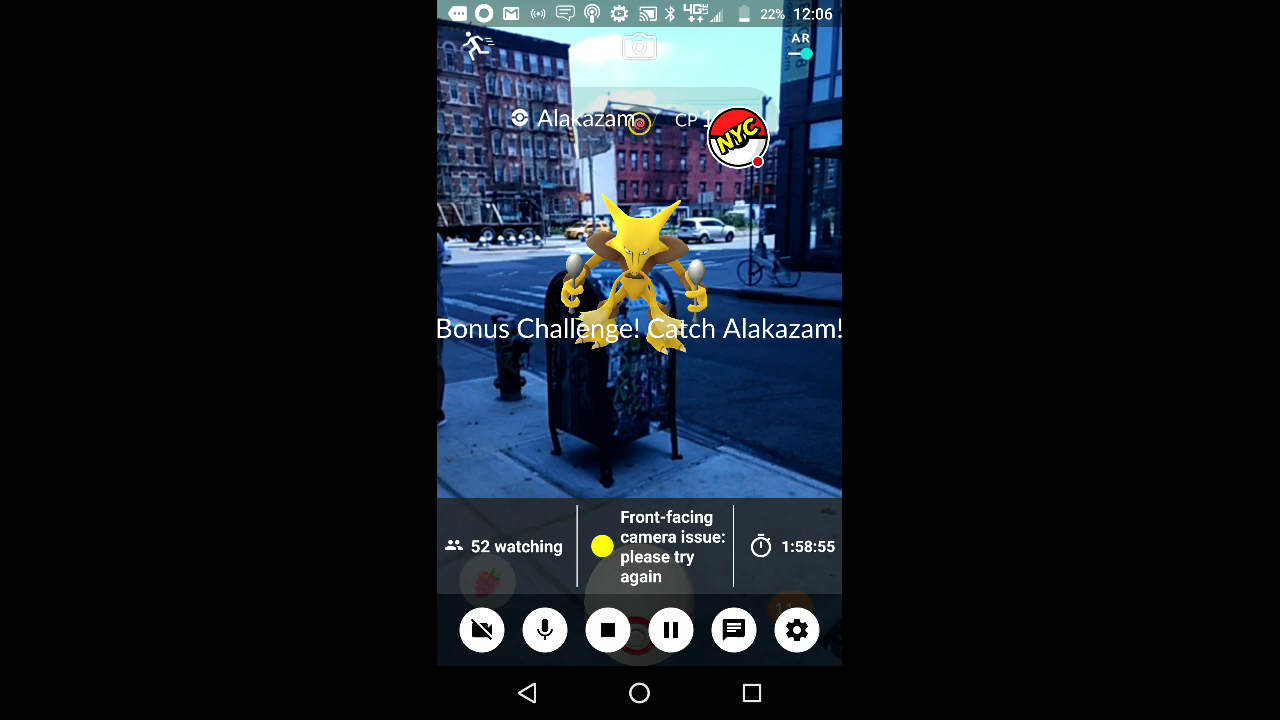 4G LTE 22% 12:06
AR
Alakazam CP 1
NYC
Bonus Challenge! Catch Alakazam!
52 watching
Front-facing
camera issue:
please try
again
1:58:55